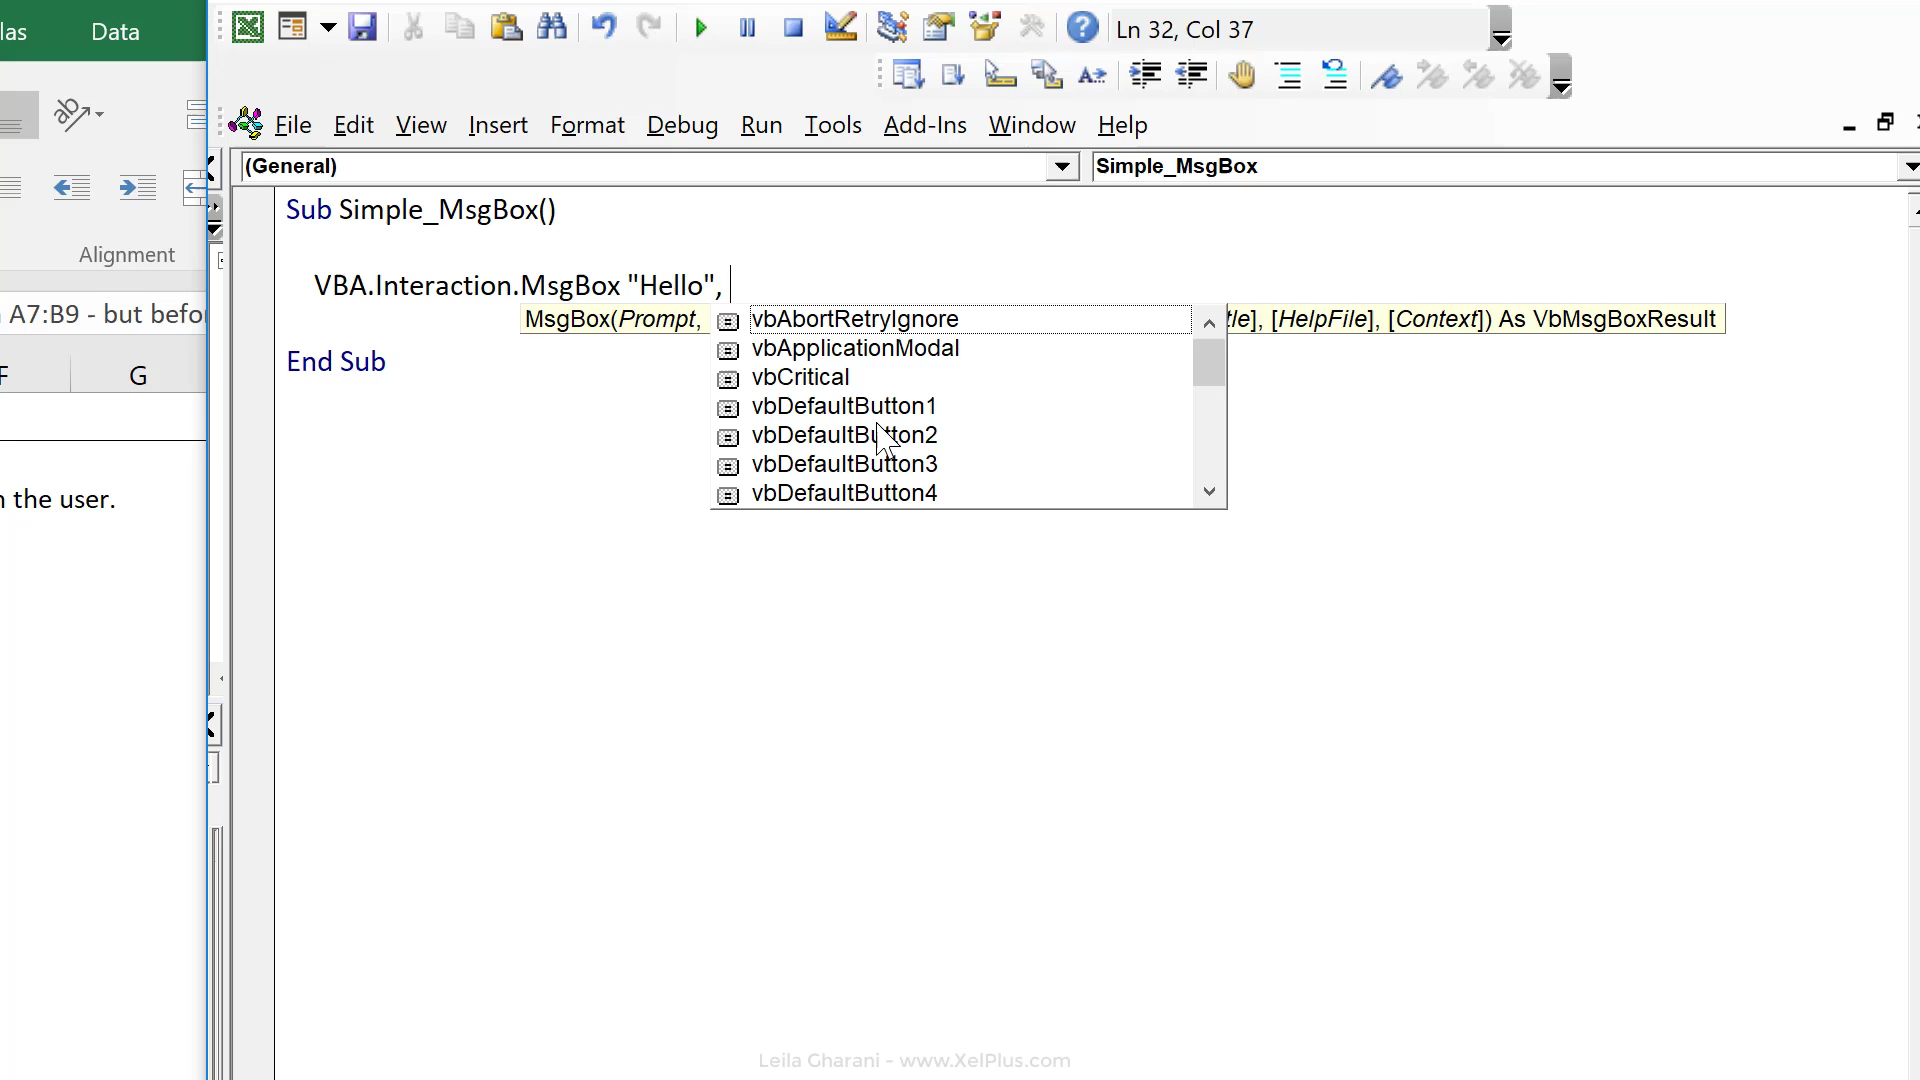 las
Data
Ln 32, Col 37
File Edit View Insert Format Debug Run Tools Add-Ins Window Help
(General)
Simple_MsgBox
Alignment
A7:B9 - but befo
F
G
n the user.
Sub Simple_MsgBox()
VBA.Interaction.MsgBox "Hello",
MsgBox(Prompt, tle], [HelpFile], [Context]) As VbMsgBoxResult
vbAbortRetryIgnore
vbApplicationModal
vbCritical
vbDefaultButton1
vbDefaultButton2
vbDefaultButton3
vbDefaultButton4
End Sub
Leila Gharani - www.XelPlus.com